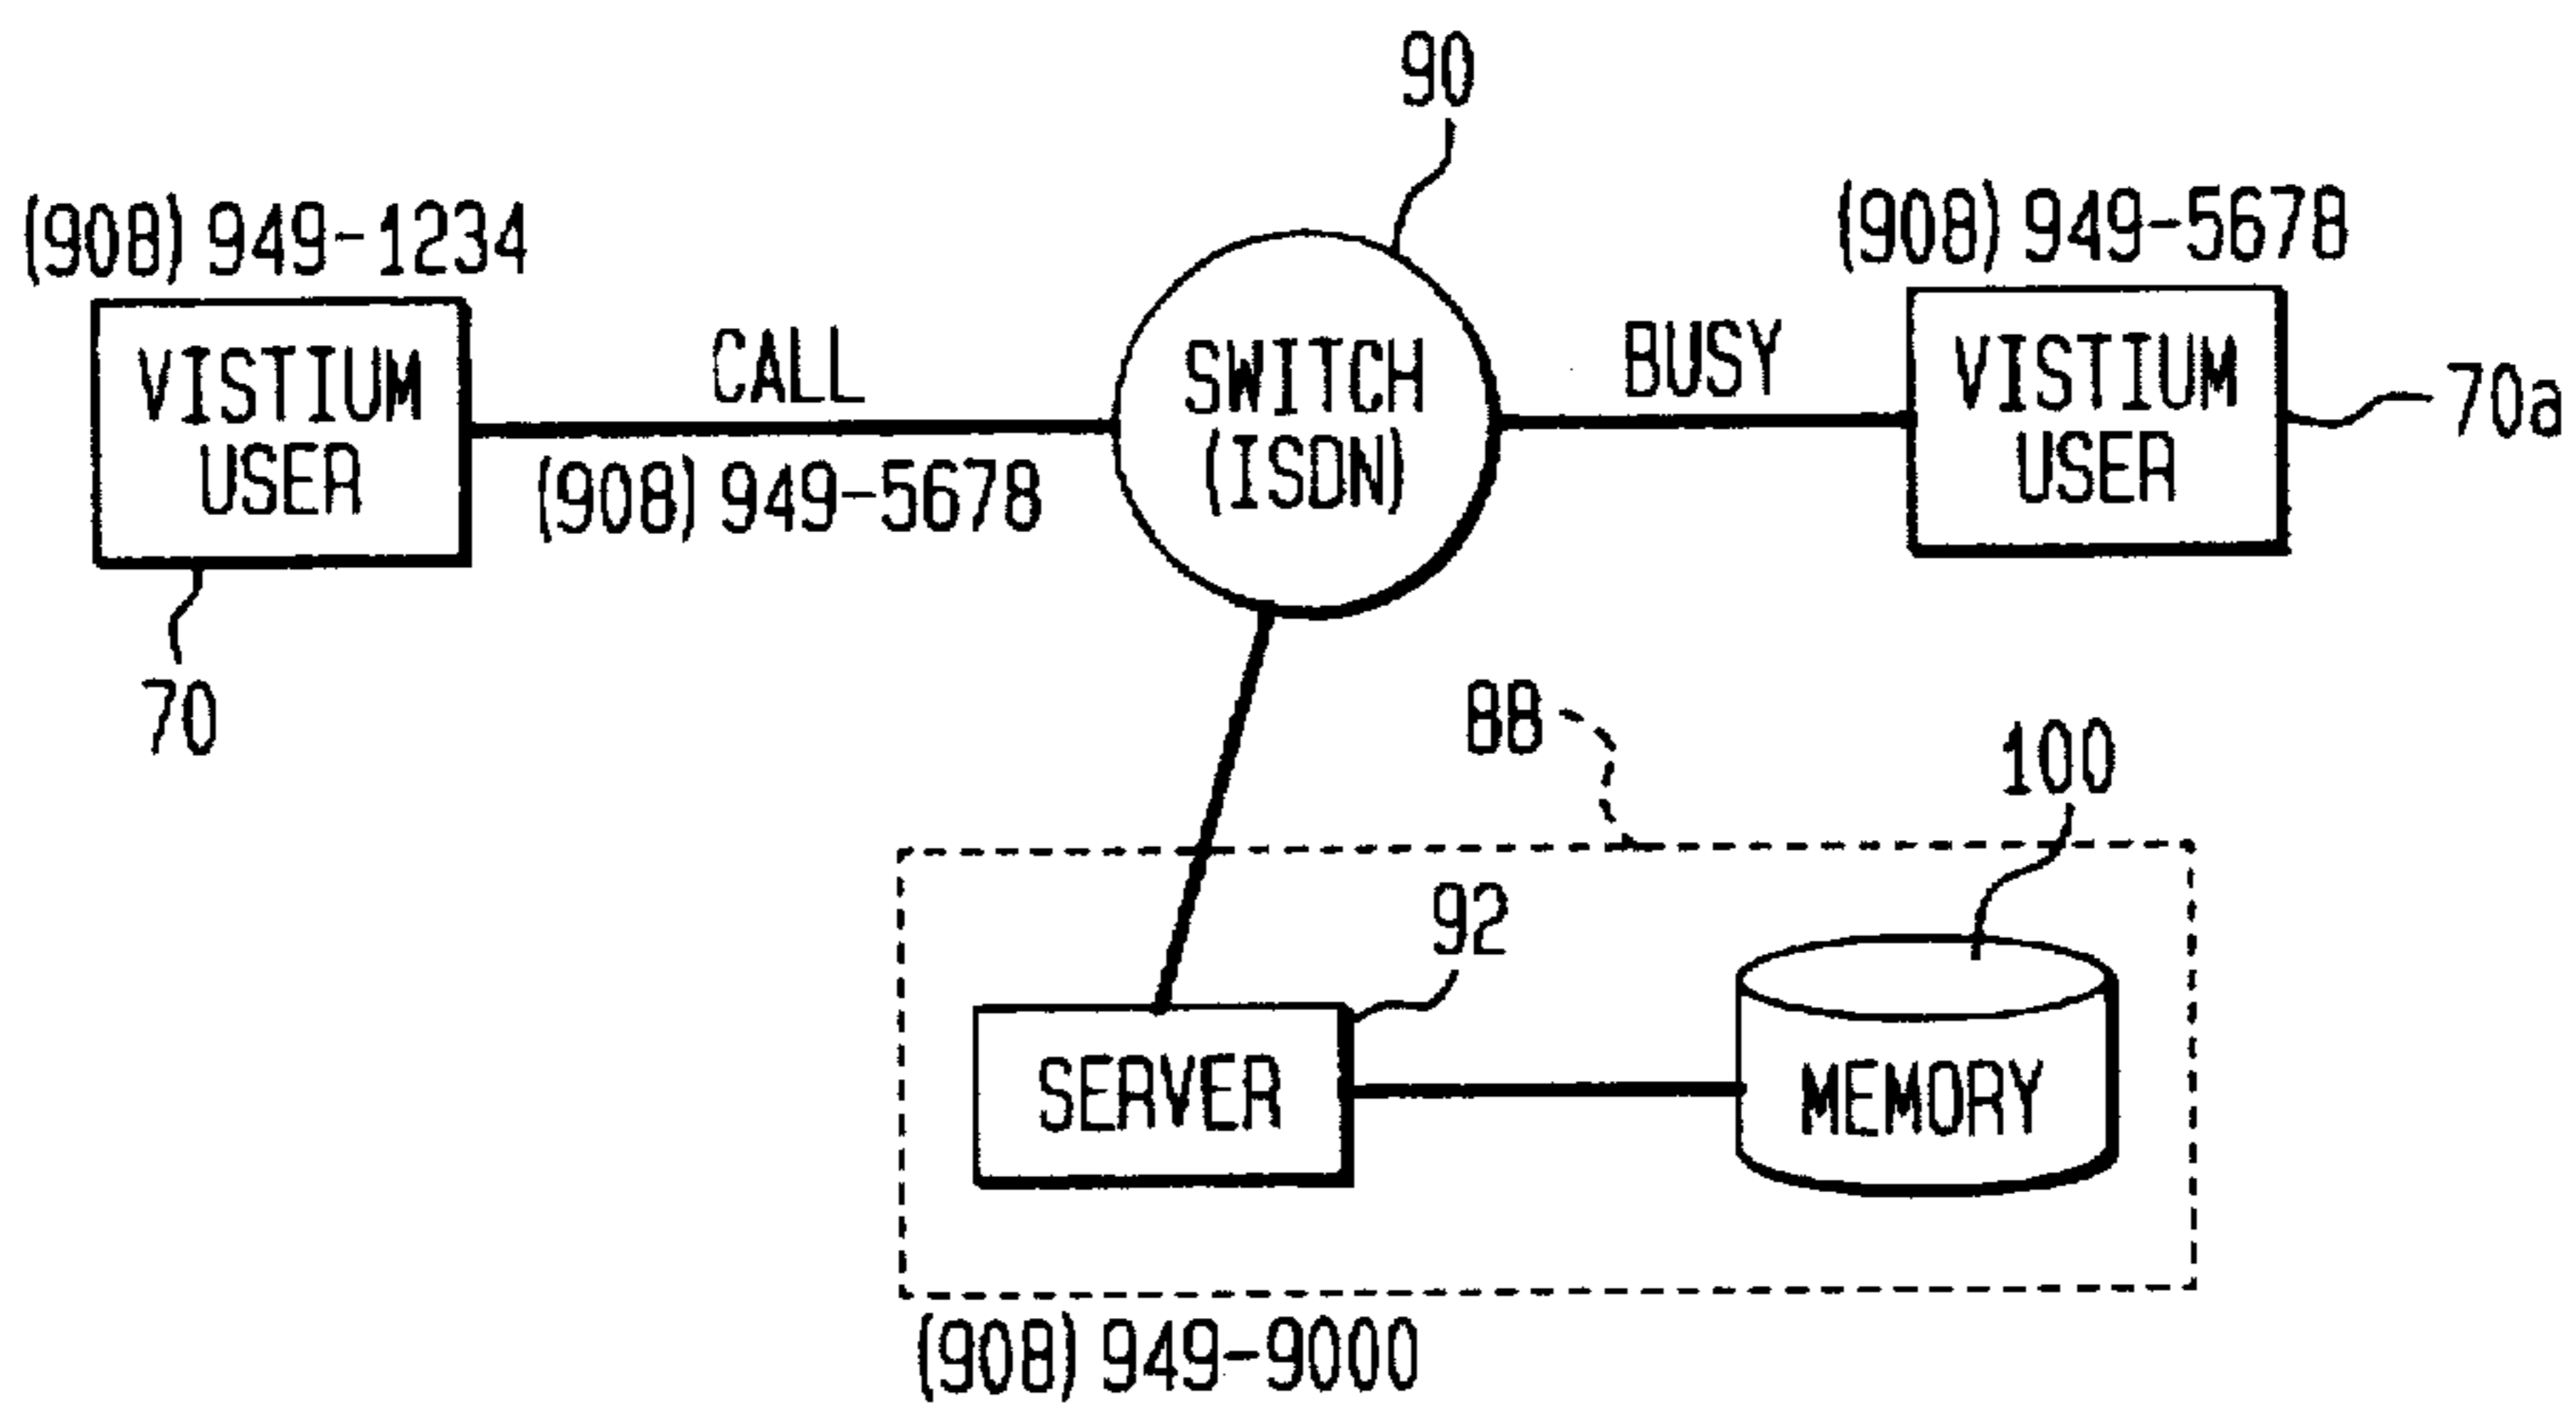 90
(908) 949-1234
(908) 949-5678
VISTIUM
USER
CALL
(908) 949-5678
SWITCH
(ISDN)
BUSY
VISTIUM
USER
70a
70
88
100
92
SERVER
MEMORY
(908) 949-9000